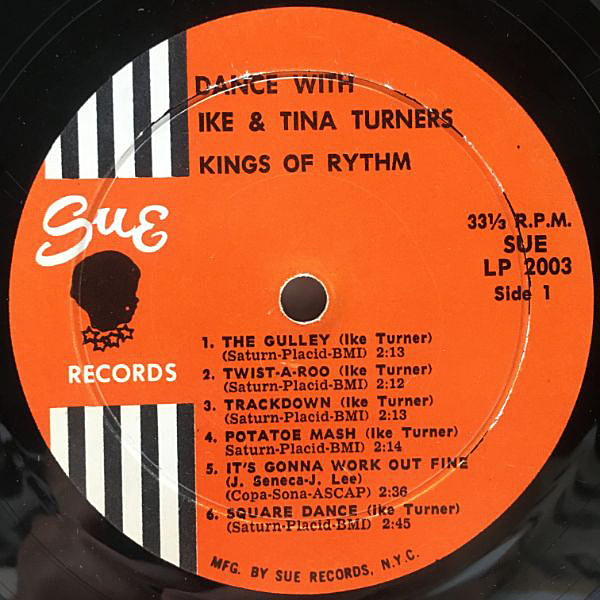 DANCE WITH
IKE & TINA TURNERS
KINGS OF RYTHM
Sue
RECORDS
33⅓ R.P.M.
SUE
LP 2003
Side 1
1. THE GULLEY (Ike Turner)
(Saturn-Placid-BMI) 2:13
2. TWIST-A-ROO (Ike Turner)
(Saturn-Placid-BMI) 2:12
3. TRACKDOWN (Ike Turner)
(Saturn-Placid-BMI) 2:13
4. POTATOE MASH (Ike Turner)
Saturn-Placid-BMI) 2:14
5. IT'S GONNA WORK OUT FINE
(J. Seneca-J. Lee)
(Copa-Sona-ASCAP) 2:36
6. SQUARE DANCE (ike Turner)
(Saturn-Placid-BMI) 2:45
MFG. BY SUE RECORDS, N.Y.C.